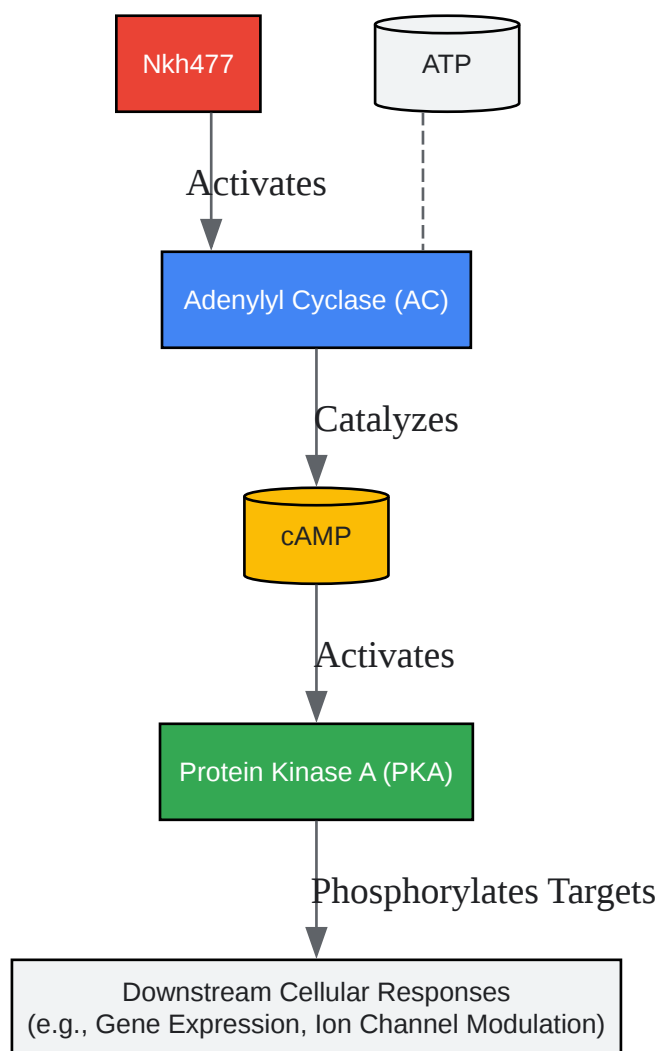 Nkh477
ATP
Activates
Adenylyl Cyclase (AC)
Catalyzes
cAMP
Activates
Protein Kinase A (PKA)
Phosphorylates Targets
Downstream Cellular Responses
(e.g., Gene Expression, Ion Channel Modulation)